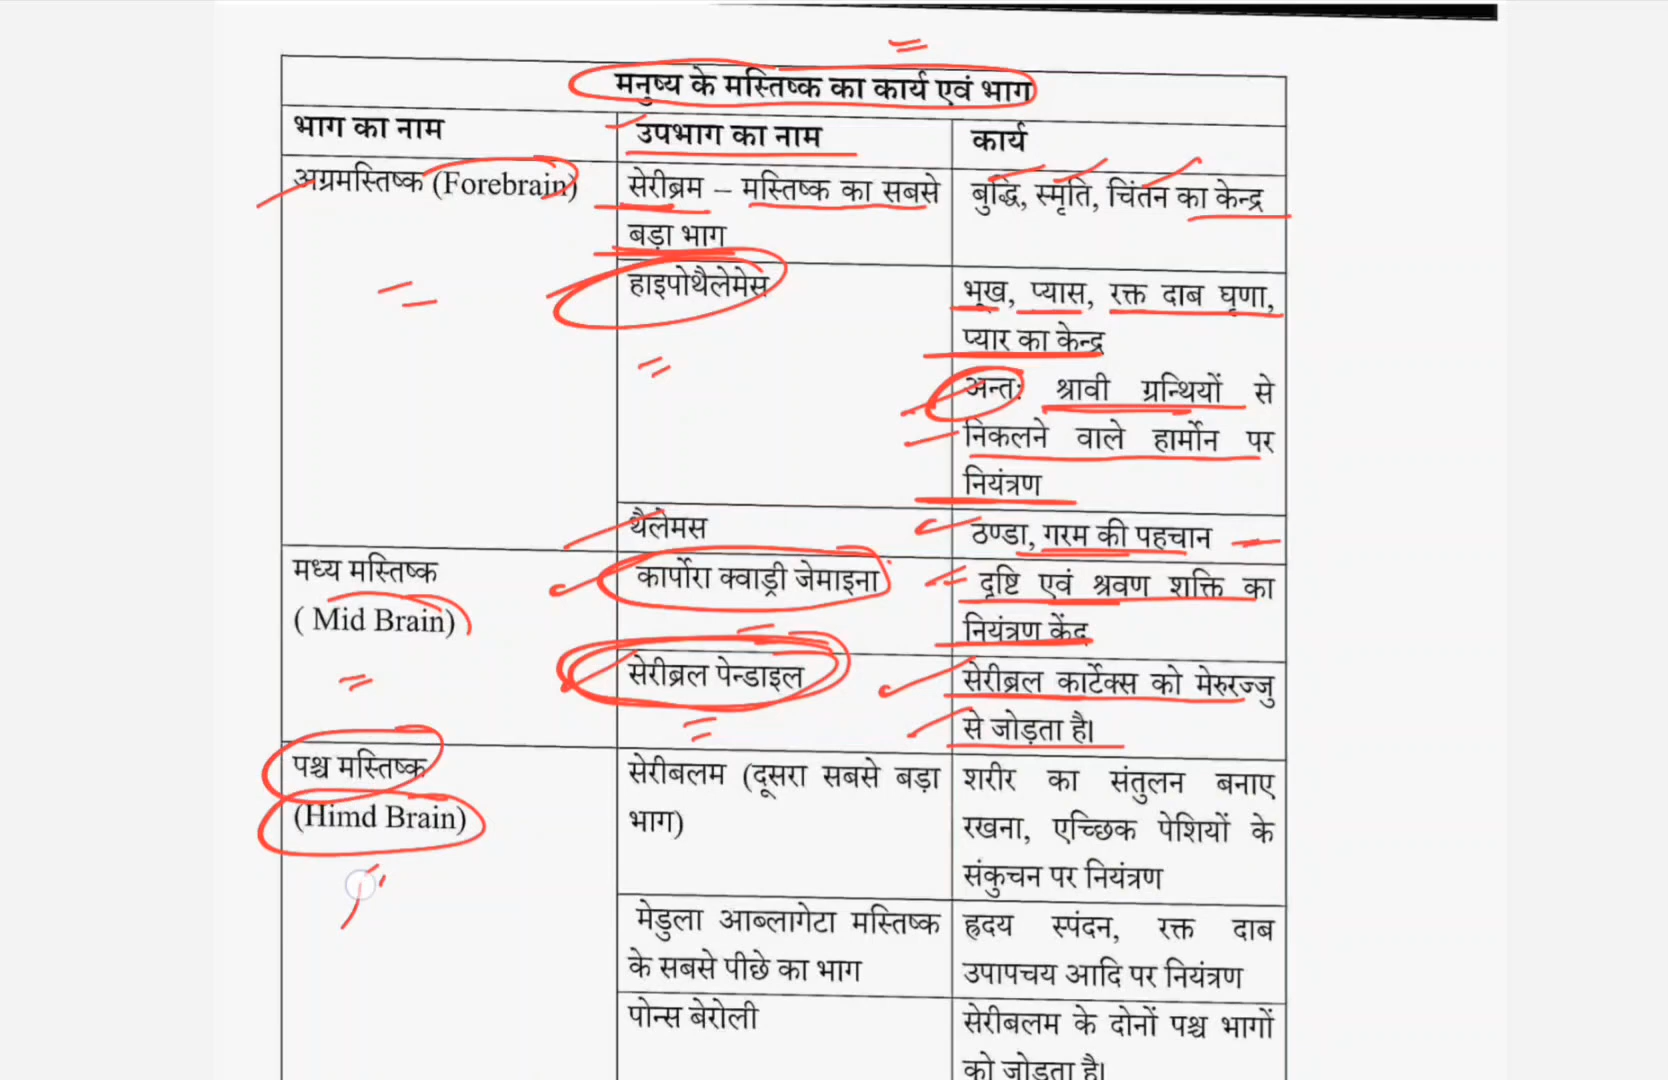 मनुष्य के मस्तिष्क का कार्य एवं भाग
भाग का नाम
उपभाग का नाम
कार्य
अग्रमस्तिष्क (Forebrain)
सेरीब्रम – मस्तिष्क का सबसे
बड़ा भाग
बुद्धि, स्मृति, चिंतन का केन्द्र
हाइपोथैलेमेस
भूख, प्यास, रक्त दाब घृणा,
प्यार का केन्द्र
अन्त: श्रावी ग्रन्थियों से
निकलने वाले हार्मोन पर
नियंत्रण
थैलेमस
ठण्डा, गरम की पहचान
मध्य मस्तिष्क
( Mid Brain)
कार्पोरा क्वाड्री जेमाइना
दृष्टि एवं श्रवण शक्ति का
नियंत्रण केंद
सेरीब्रल पेन्डाइल
सेरीब्रल कार्टेक्स को मेरुरज्जु
से जोड़ता है।
पश्च मस्तिष्क
(Himd Brain)
सेरीबलम (दूसरा सबसे बड़ा
भाग)
शरीर का संतुलन बनाए
रखना, एच्छिक पेशियों के
संकुचन पर नियंत्रण
मेडुला आब्लागेटा मस्तिष्क
के सबसे पीछे का भाग
ह्रदय स्पंदन, रक्त दाब
उपापचय आदि पर नियंत्रण
पोन्स बेरोली
सेरीबलम के दोनों पश्च भागों
को जोड़ता है।